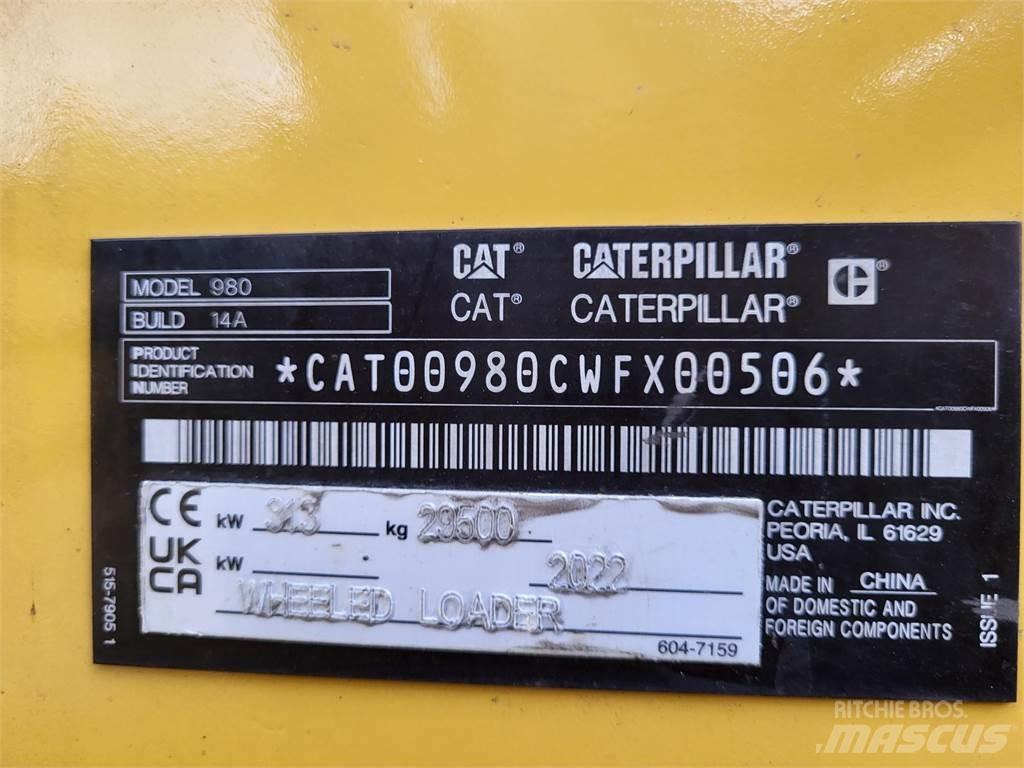 CAT® CATERPILLAR®
CAT® CATERPILLAR®
MODEL 980
BUILD 14A
PRODUCT
IDENTIFICATION
NUMBER
*CAT00980CWFX00506*
*CAT00980CWFX00506*
CE kW 313 kg 29500
UK
CA
kW 2022
WHEELED LOADER
604-7159
515-7905 1
CATERPILLAR INC.
PEORIA, IL 61629
USA
MADE IN CHINA
OF DOMESTIC AND
FOREIGN COMPONENTS
ISSUE 1
RITCHIE BROS.
MASCUS